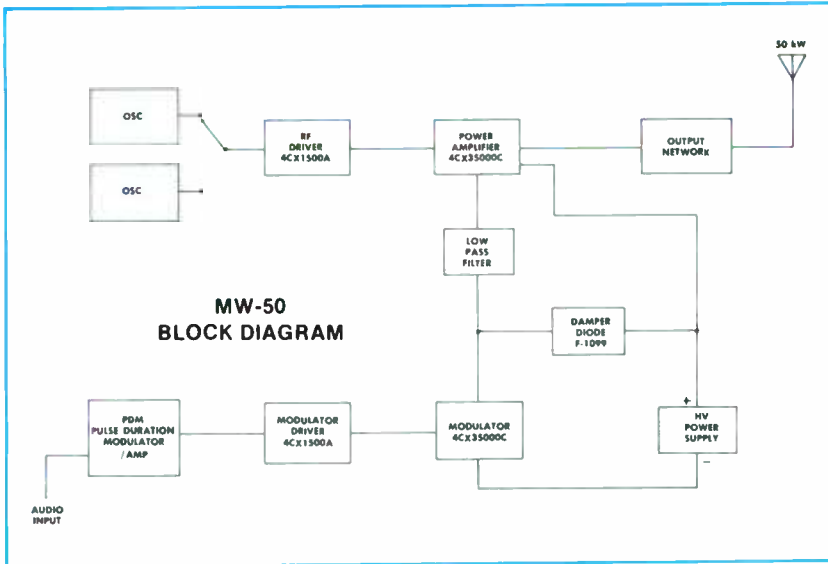 50 kW
OSC
OSC
RF
DRIVER
4CX1500A
POWER
AMPLIFIER
4CX35000C
OUTPUT
NETWORK
LOW
PASS
FILTER
MW-50
BLOCK DIAGRAM
DAMPER
DIODE
F-1099
PDM
PULSE DURATION
MODULATOR
/AMP
MODULATOR
DRIVER
4CX1500A
MODULATOR
4CX35000C
+
HV
POWER
SUPPLY
−
AUDIO
INPUT